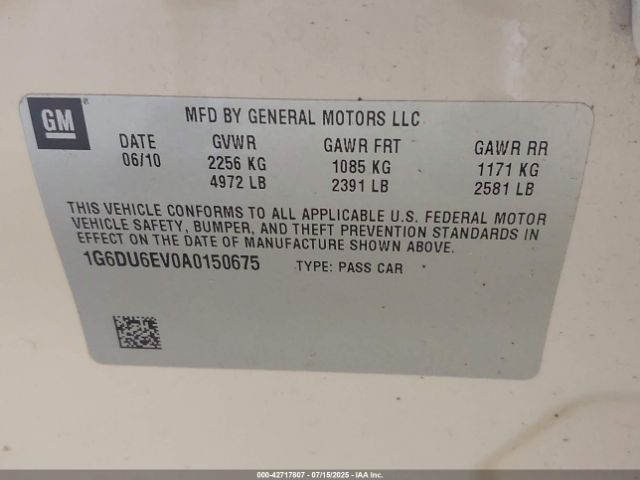 GM ®
MFD BY GENERAL MOTORS LLC
DATE GVWR GAWR FRT GAWR RR
06/10 2256 KG 1085 KG 1171 KG
4972 LB 2391 LB 2581 LB
THIS VEHICLE CONFORMS TO ALL APPLICABLE U.S. FEDERAL MOTOR
VEHICLE SAFETY, BUMPER, AND THEFT PREVENTION STANDARDS IN
EFFECT ON THE DATE OF MANUFACTURE SHOWN ABOVE.
1G6DU6EV0A0150675 TYPE: PASS CAR
000-42717807 - 07/15/2025 - IAAI.COM